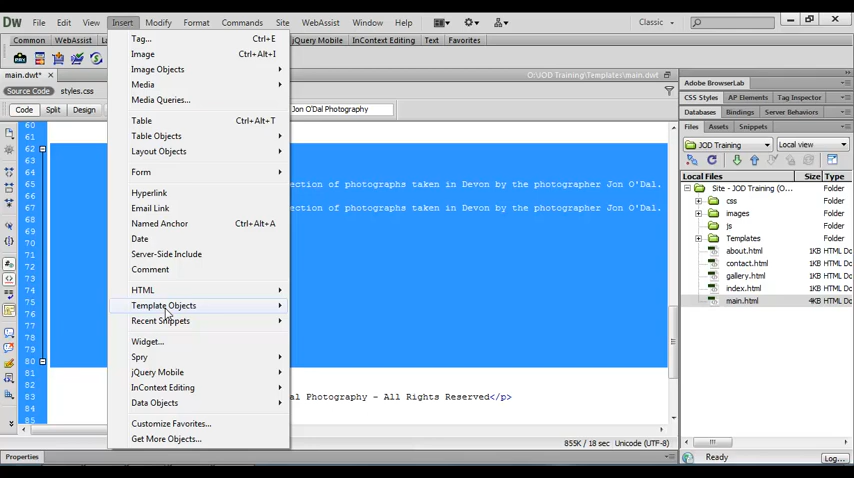 DW File Edit View Insert Modify Format Commands Site WebAssist Window Help Classic
Common WebAssist jQuery Mobile InContext Editing Text Favorites
main.dwt* O:\JOD Training\Templates\main.dwt
Source Code styles.css
Code Split Design Jon O'Dal Photography
Tag... Ctrl+E
Image Ctrl+Alt+I
Image Objects
Media
Media Queries...
Table Ctrl+Alt+T
Table Objects
Layout Objects
Form
Hyperlink
Email Link
Named Anchor Ctrl+Alt+A
Date
Server-Side Include
Comment
HTML
Template Objects
Recent Snippets
Widget...
Spry
jQuery Mobile
InContext Editing
Data Objects
Customize Favorites...
Get More Objects...
60
61
62
63
64
65 ction of photographs taken in Devon by the photographer Jon O'Dal.
66
67 ction of photographs taken in Devon by the photographer Jon O'Dal.
68
69
70
71
72
73
74
75
76
77
78
79
80
81
82
83 al Photography - All Rights Reserved</p>
84
85
855K / 18 sec Unicode (UTF-8)
Properties
Adobe BrowserLab
CSS Styles AP Elements Tag Inspector
Databases Bindings Server Behaviors
Files Assets Snippets
JOD Training Local view
Local Files Size Type
Site - JOD Training (O... Folder
css Folder
images Folder
js Folder
Templates Folder
about.html 1KB HTML Do
contact.html 1KB HTML Do
gallery.html 1KB HTML Do
index.html 1KB HTML Do
main.html 4KB HTML Do
Ready Log...